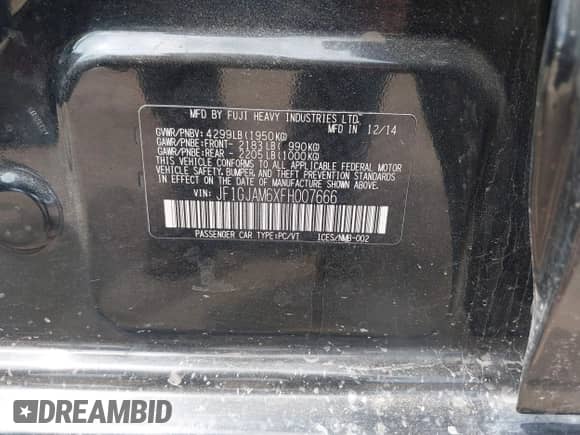 MFD BY FUJI HEAVY INDUSTRIES LTD.
MFD IN 12/14
GVWR/PNBV: 4299LB(1950KG)
GAWR/PNBE:FRONT- 2183LB( 990KG)
GAWR/PNBE:REAR - 2205LB(1000KG)
THIS VEHICLE CONFORMS TO ALL APPLICABLE FEDERAL MOTOR
VEHICLE SAFETY, BUMPER, AND THEFT PREVENTION STANDARDS
IN EFFECT ON THE DATE OF MANUFACTURE SHOWN ABOVE.
VIN: JF1GJAM6XFH007666
PASSENGER CAR TYPE:PC/VT ICES/NMB-002
DREAMBID